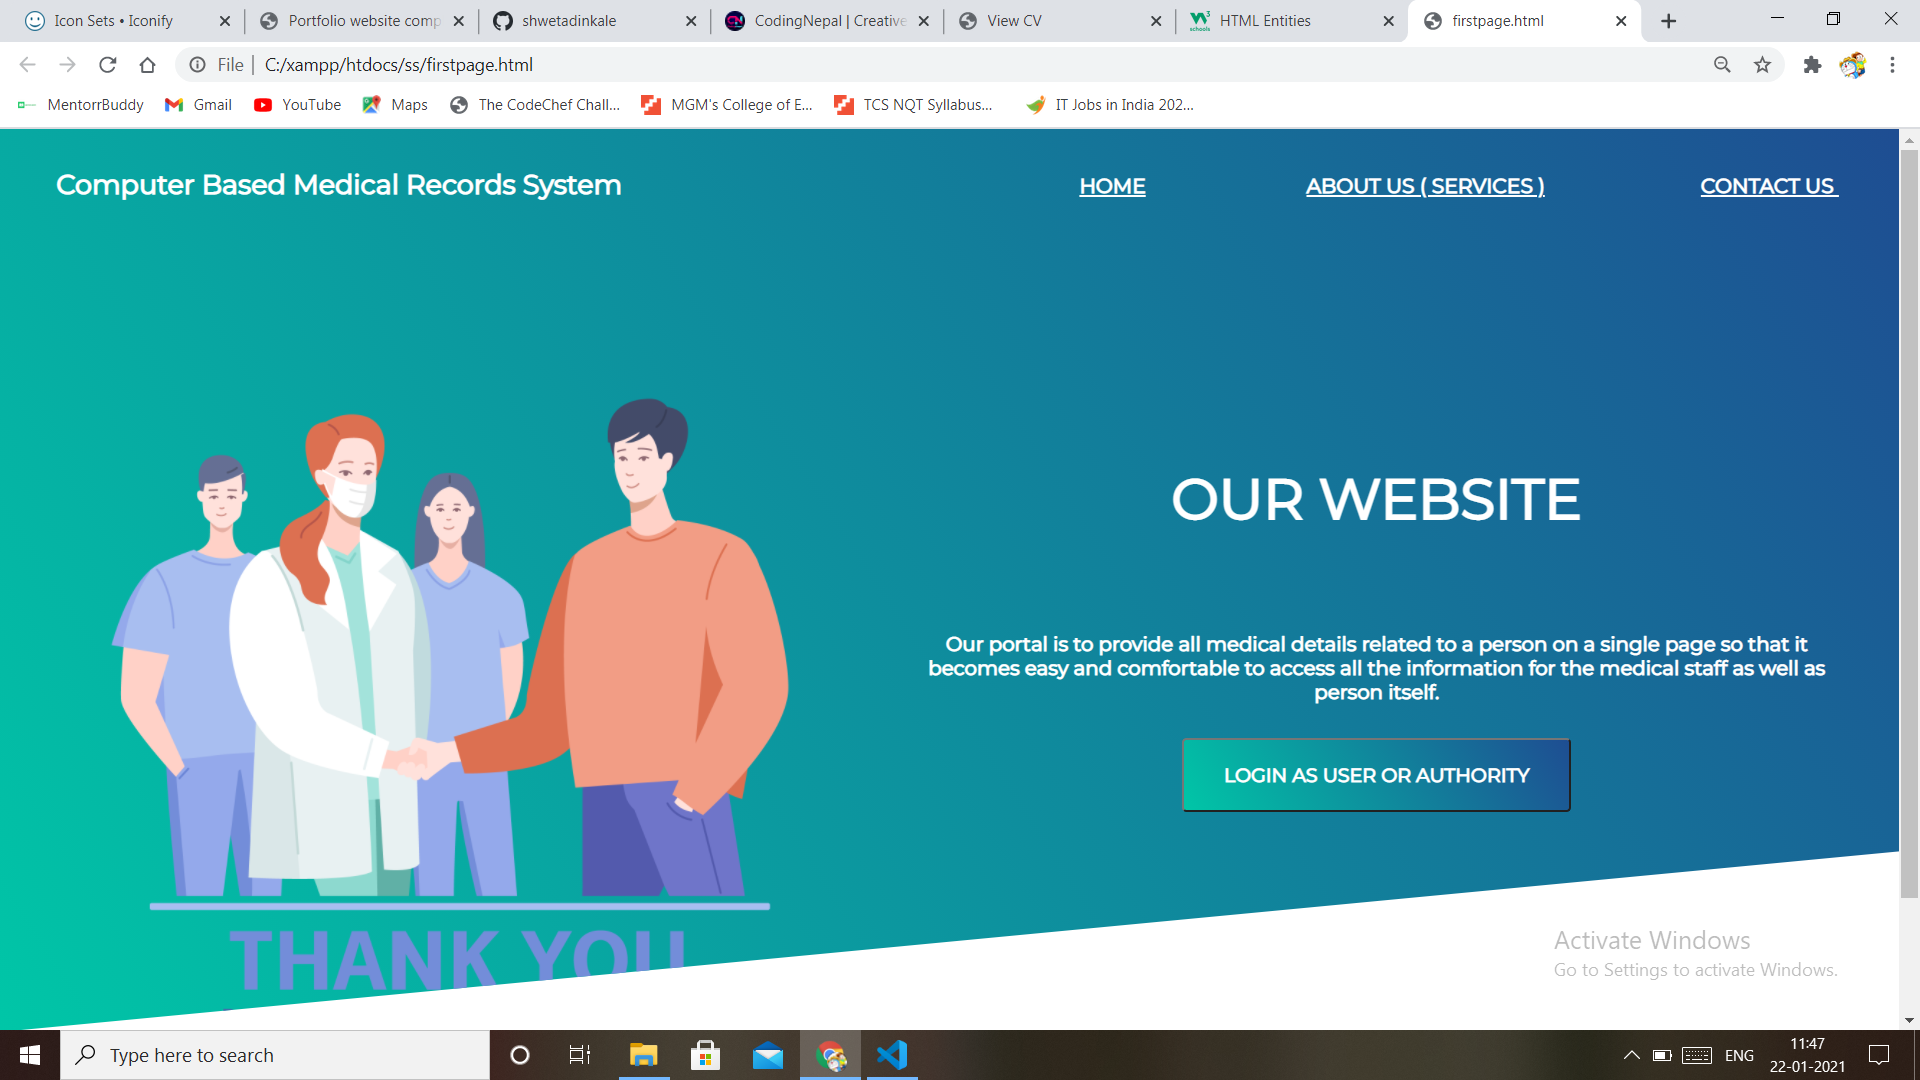 Icon Sets • Iconify
Portfolio website comp
shwetadinkale
CodingNepal | Creative
View CV
HTML Entities
firstpage.html
File
C:/xampp/htdocs/ss/firstpage.html
MentorrBuddy
Gmail
YouTube
Maps
The CodeChef Chall...
MGM's College of E...
TCS NQT Syllabus...
IT Jobs in India 202...
Computer Based Medical Records System
HOME
ABOUT US ( SERVICES )
CONTACT US
OUR WEBSITE
Our portal is to provide all medical details related to a person on a single page so that it
becomes easy and comfortable to access all the information for the medical staff as well as
person itself.
LOGIN AS USER OR AUTHORITY
THANK YOU
Activate Windows
Go to Settings to activate Windows.
Type here to search
ENG
11:47
22-01-2021